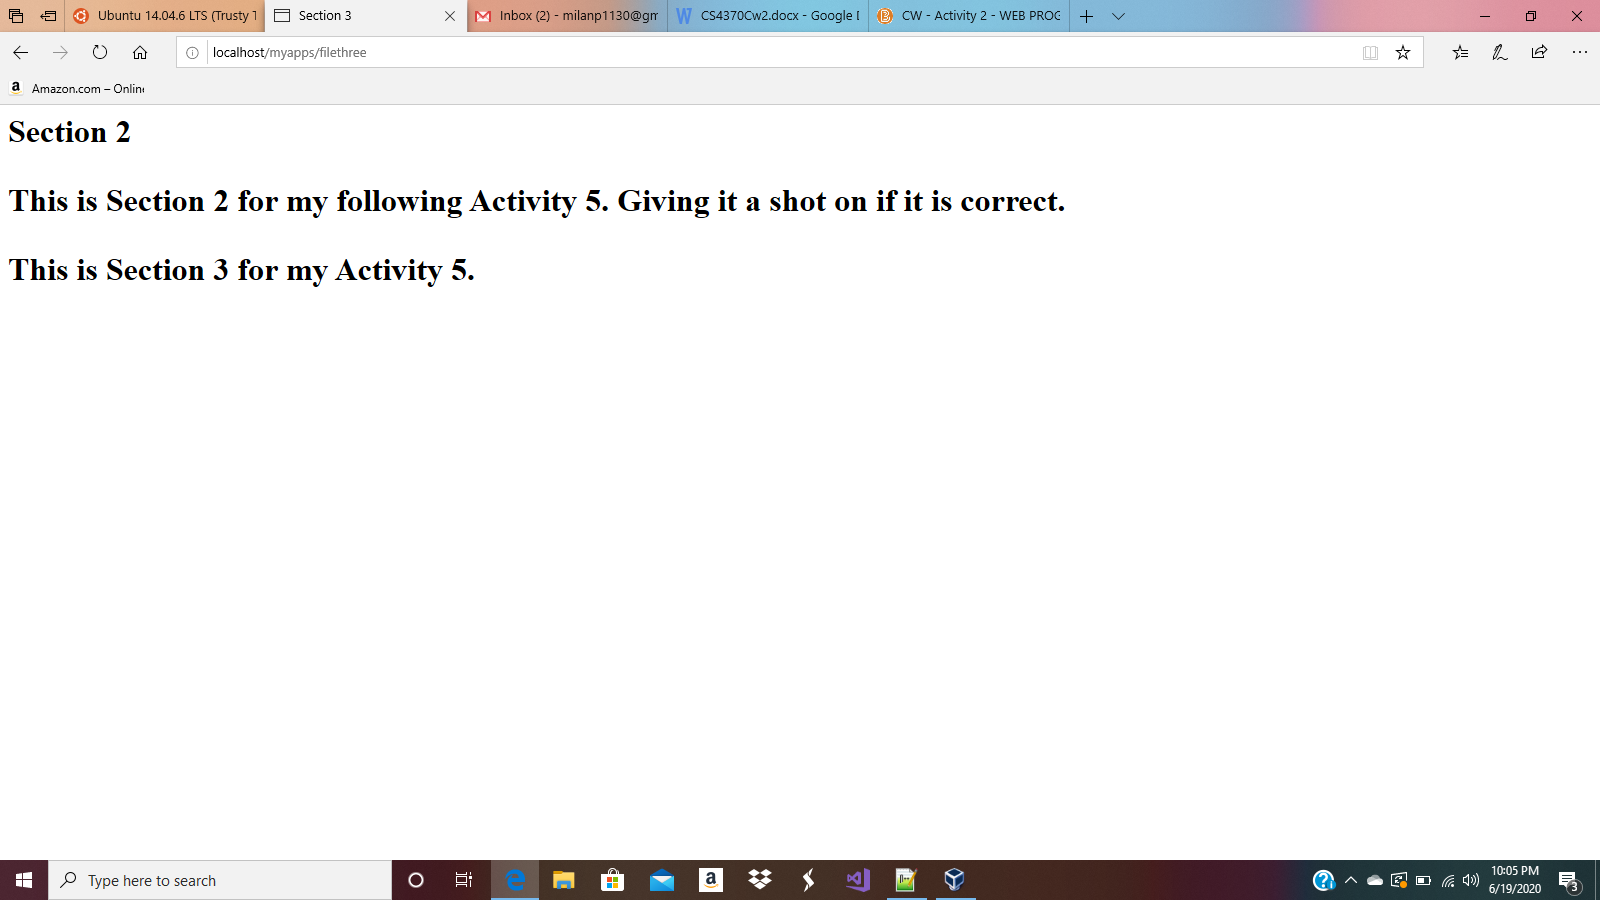 Ubuntu 14.04.6 LTS (Trusty
Section 3
Inbox (2) - milanp1130@gm
CS4370Cw2.docx - Google
CW - Activity 2 - WEB PROG
localhost/myapps/filethree
Amazon.com – Online
Section 2
This is Section 2 for my following Activity 5. Giving it a shot on if it is correct.
This is Section 3 for my Activity 5.
Type here to search
10:05 PM
6/19/2020
3